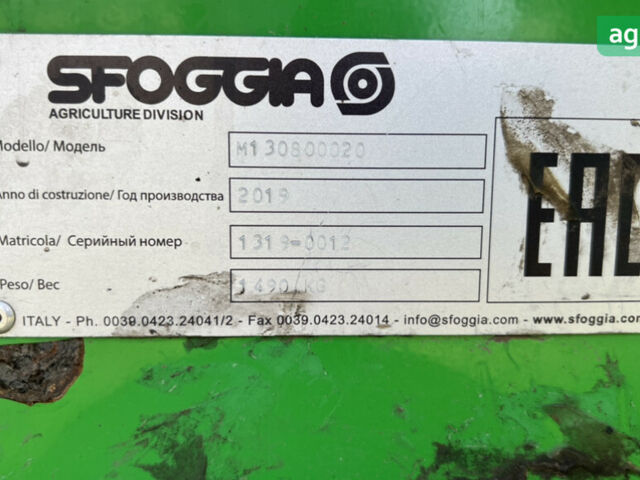 ag
SFOGGIA
AGRICULTURE DIVISION
Modello/ Модель M130800020
Anno di costruzione/ Год производства 2019
Matricola/ Серийный номер 1319-0012
Peso/ Вес 1490/KG
EAC
ITALY - Ph. 0039.0423.24041/2 - Fax 0039.0423.24014 - info@sfoggia.com - www.sfoggia.com